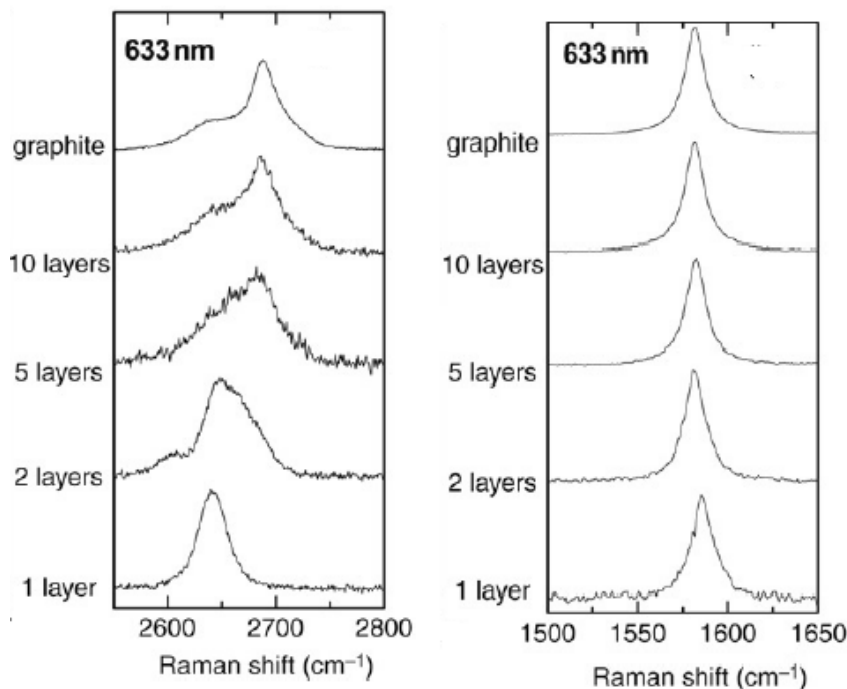 633 nm
graphite
10 layers
5 layers
2 layers
1 layer
2600 2700 2800
Raman shift (cm⁻¹)
633 nm
graphite
10 layers
5 layers
2 layers
1 layer
1500 1550 1600 1650
Raman shift (cm⁻¹)